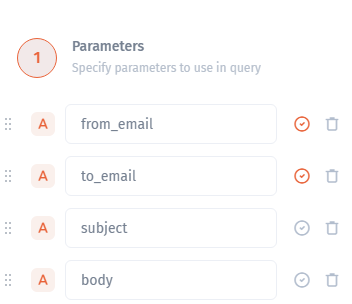 1
Parameters
Specify parameters to use in query
A from_email
A to_email
A subject
A body